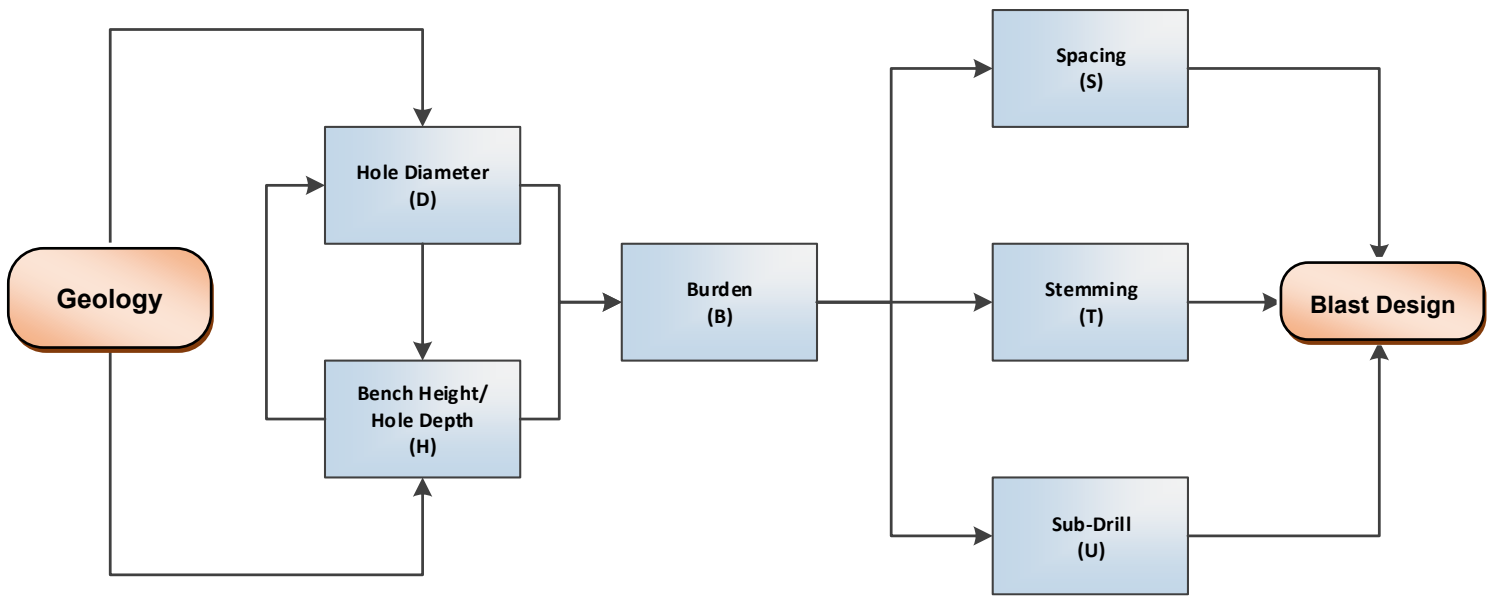 Geology
Hole Diameter
(D)
Bench Height/
Hole Depth
(H)
Burden
(B)
Spacing
(S)
Stemming
(T)
Sub-Drill
(U)
Blast Design